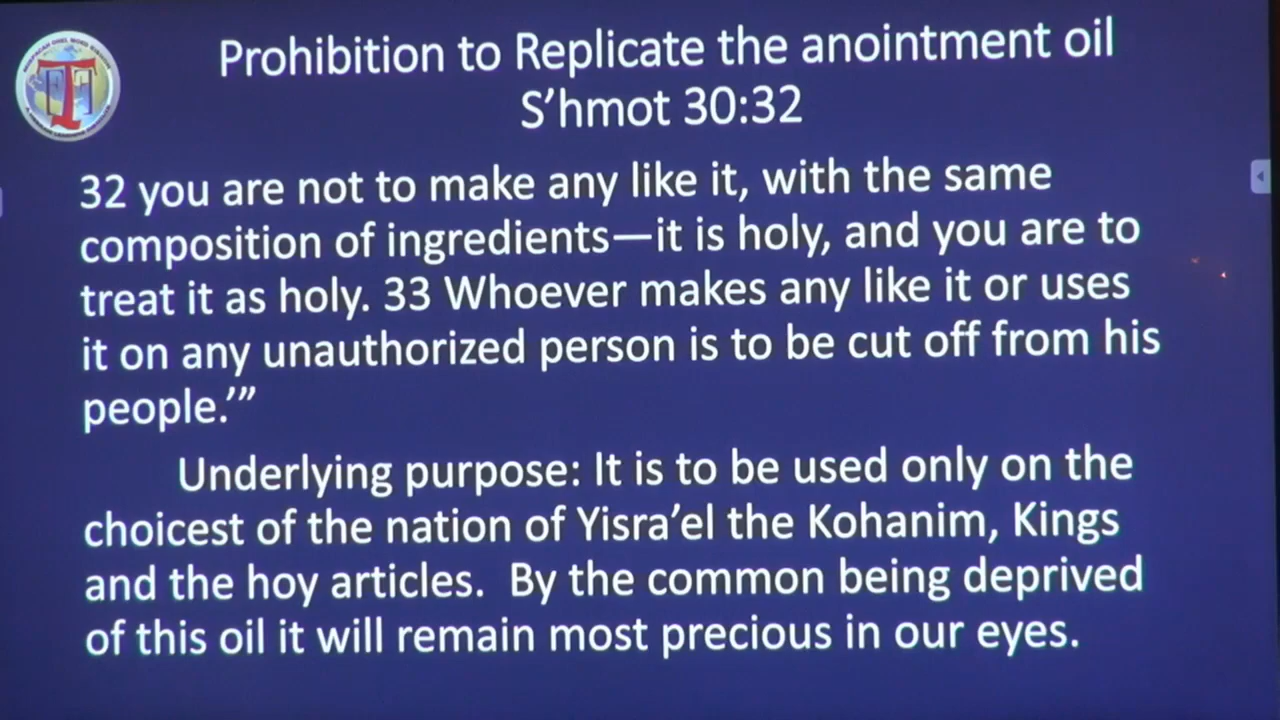 Prohibition to Replicate the anointment oil
S'hmot 30:32
32 you are not to make any like it, with the same
composition of ingredients—it is holy, and you are to
treat it as holy. 33 Whoever makes any like it or uses
it on any unauthorized person is to be cut off from his
people.'”
Underlying purpose: It is to be used only on the
choicest of the nation of Yisra'el the Kohanim, Kings
and the hoy articles. By the common being deprived
of this oil it will remain most precious in our eyes.